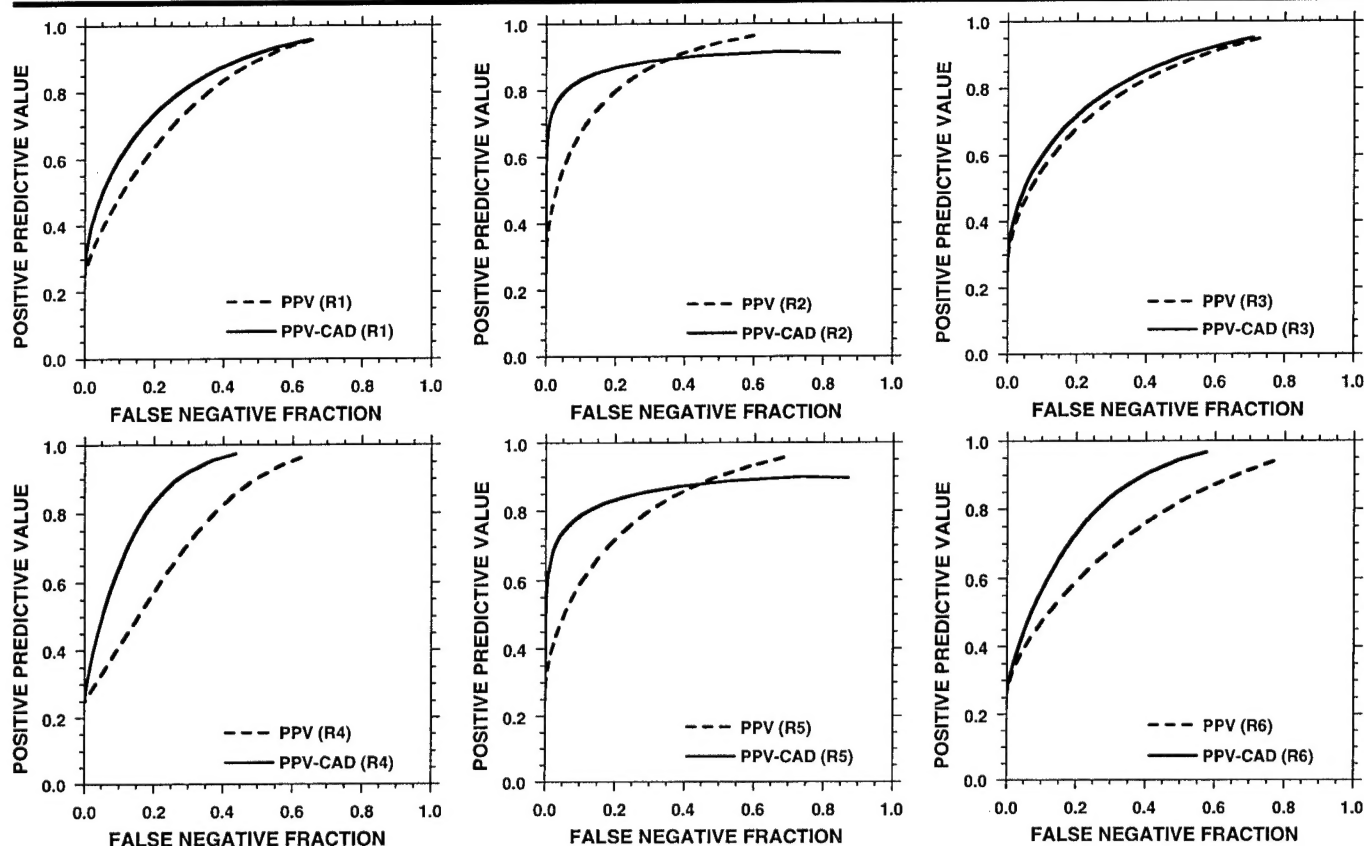 POSITIVE PREDICTIVE VALUE
1.0
0.8
0.6
0.4
0.2
0.0
PPV (R1)
PPV-CAD (R1)
0.0 0.2 0.4 0.6 0.8 1.0
FALSE NEGATIVE FRACTION
POSITIVE PREDICTIVE VALUE
1.0
0.8
0.6
0.4
0.2
0.0
PPV (R2)
PPV-CAD (R2)
0.0 0.2 0.4 0.6 0.8 1.0
FALSE NEGATIVE FRACTION
POSITIVE PREDICTIVE VALUE
1.0
0.8
0.6
0.4
0.2
0.0
PPV (R3)
PPV-CAD (R3)
0.0 0.2 0.4 0.6 0.8 1.0
FALSE NEGATIVE FRACTION
POSITIVE PREDICTIVE VALUE
1.0
0.8
0.6
0.4
0.2
0.0
PPV (R4)
PPV-CAD (R4)
0.0 0.2 0.4 0.6 0.8 1.0
FALSE NEGATIVE FRACTION
POSITIVE PREDICTIVE VALUE
1.0
0.8
0.6
0.4
0.2
0.0
PPV (R5)
PPV-CAD (R5)
0.0 0.2 0.4 0.6 0.8 1.0
FALSE NEGATIVE FRACTION
POSITIVE PREDICTIVE VALUE
1.0
0.8
0.6
0.4
0.2
0.0
PPV (R6)
PPV-CAD (R6)
0.0 0.2 0.4 0.6 0.8 1.0
FALSE NEGATIVE FRACTION